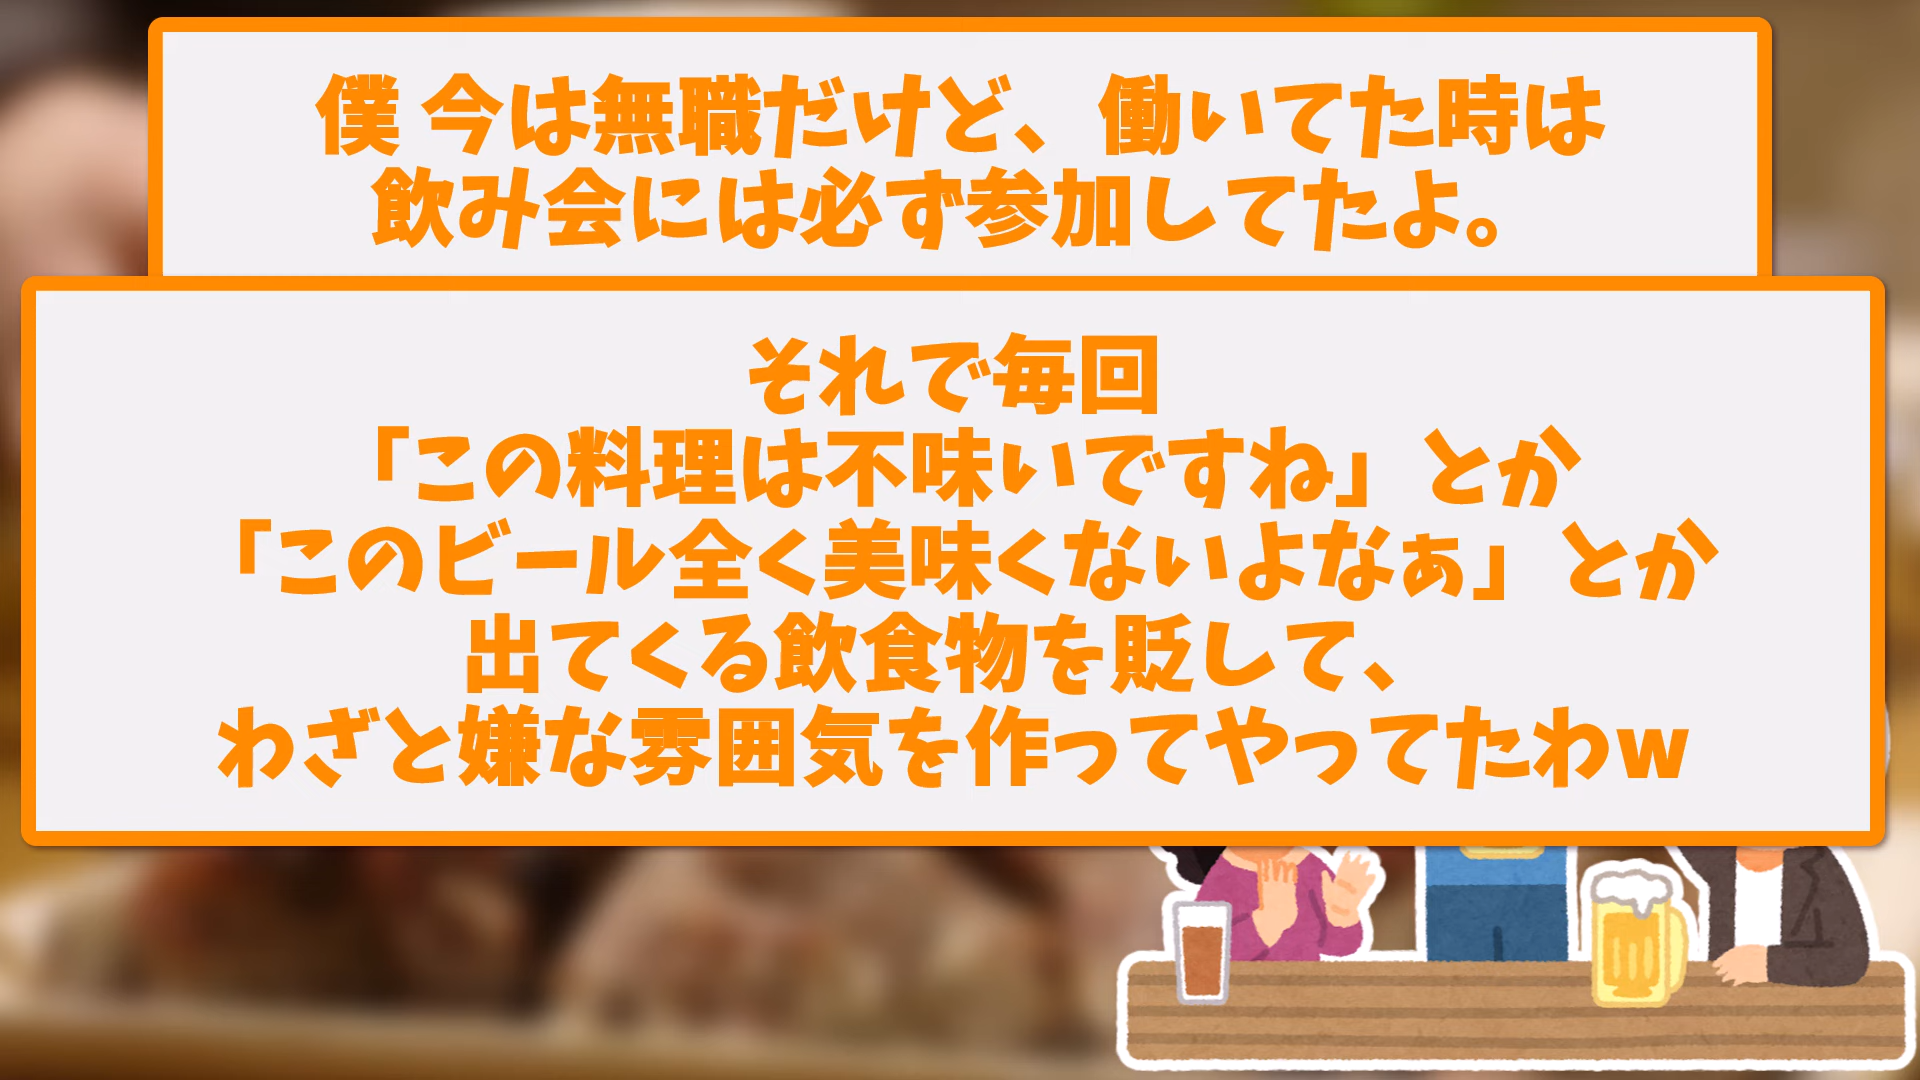 僕 今は無職だけど、働いてた時は
飲み会には必ず参加してたよ。
それで毎回
「この料理は不味いですね」とか
「このビール全く美味くないよなぁ」とか
出てくる飲食物を貶して、
わざと嫌な雰囲気を作ってやってたわw